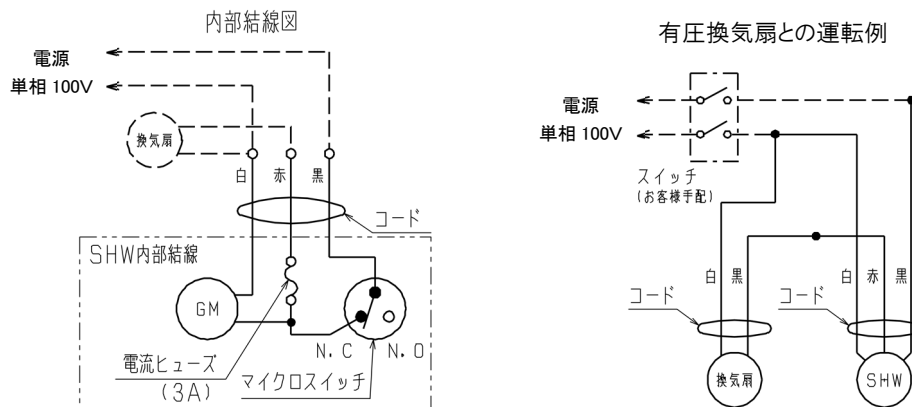 内部結線図
電源
単相 100V
換気扇
白
赤
黒
コード
SHW内部結線
GM
N.C
N.O
電流ヒューズ
(3A)
マイクロスイッチ
有圧換気扇との運転例
電源
単相 100V
スイッチ
(お客様手配)
白
黒
白
赤
黒
コード
コード
換気扇
SHW